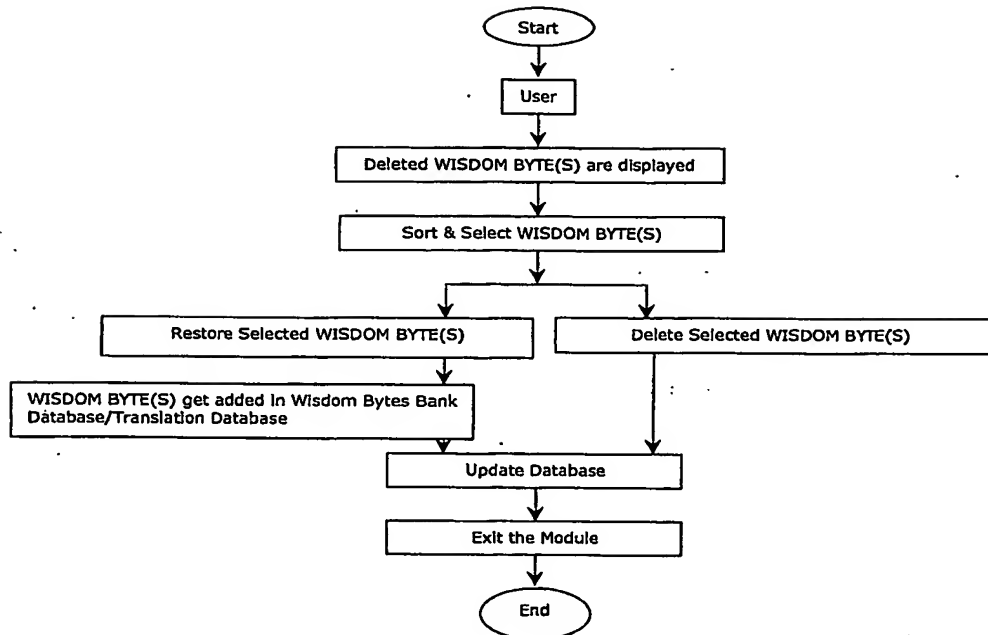 Start
User
Deleted WISDOM BYTE(S) are displayed
Sort & Select WISDOM BYTE(S)
Restore Selected WISDOM BYTE(S)
Delete Selected WISDOM BYTE(S)
WISDOM BYTE(S) get added in Wisdom Bytes Bank
Database/Translation Database
Update Database
Exit the Module
End